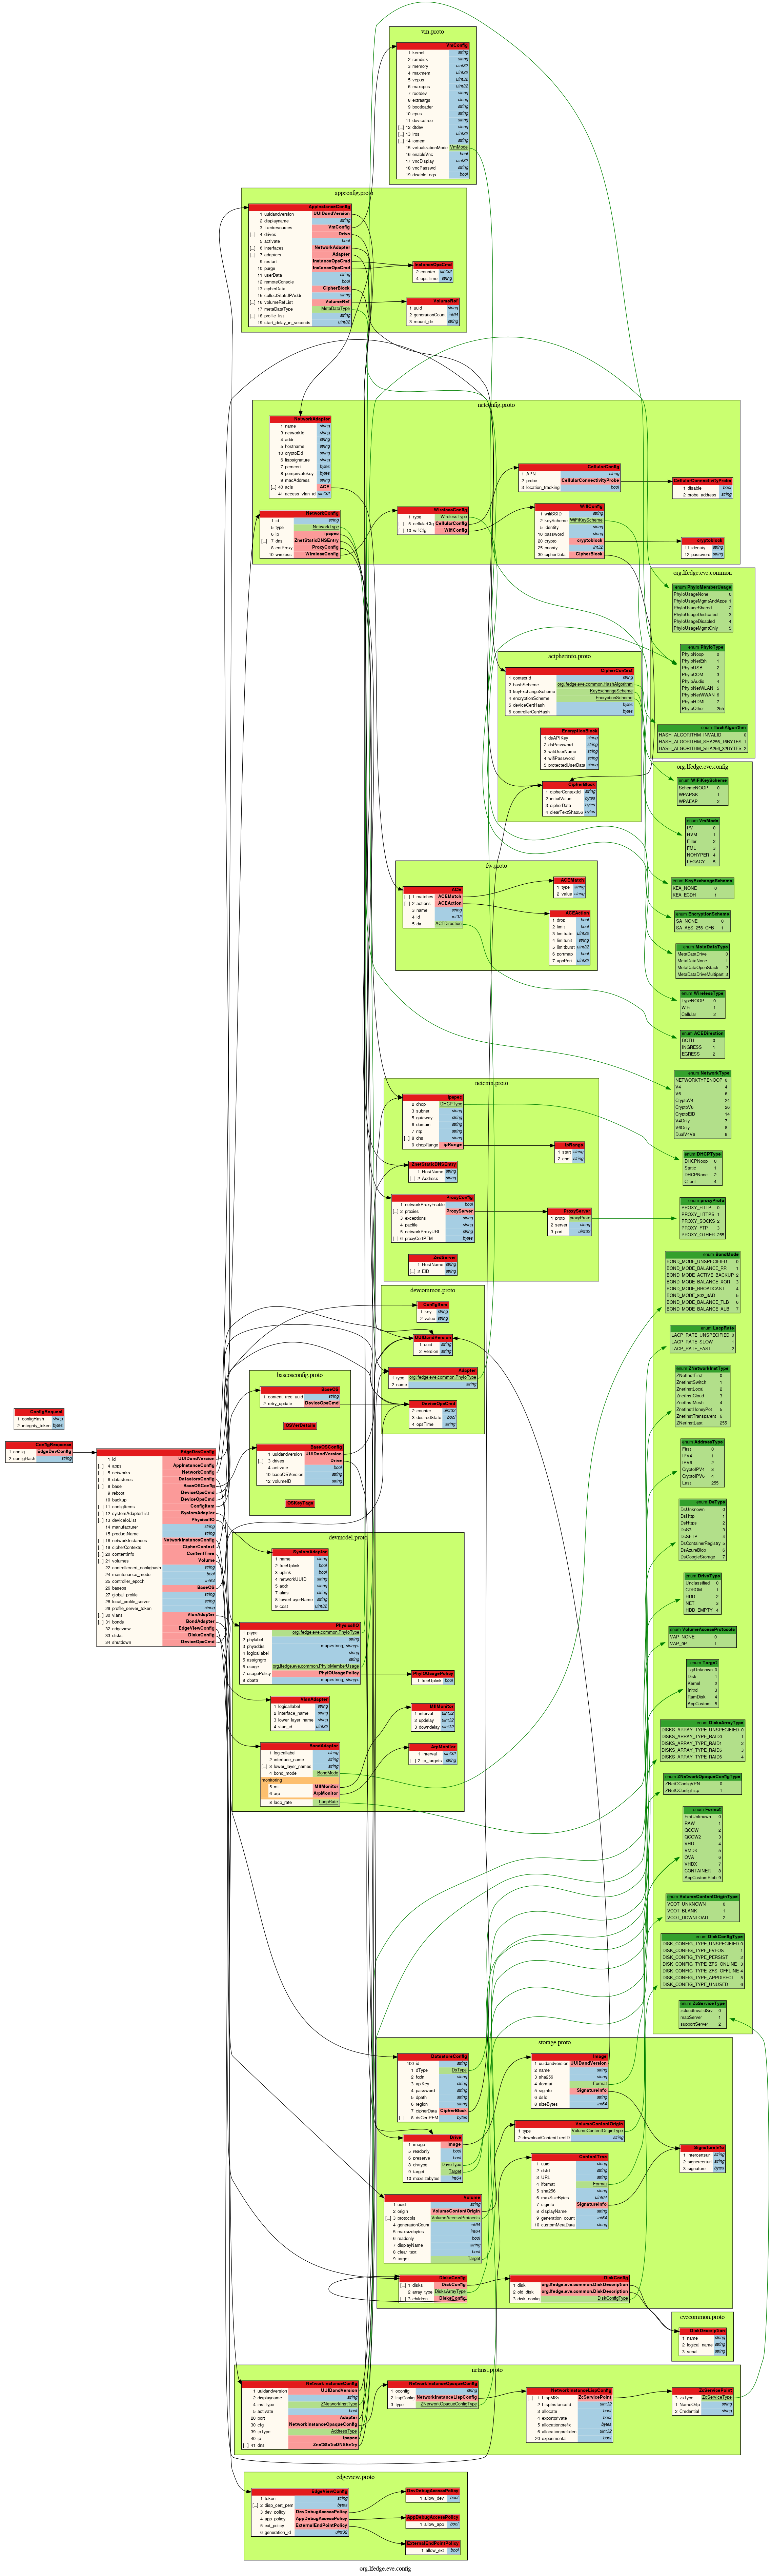 vm.proto
VmConfig
1 kernel string
2 ramdisk string
3 memory uint32
4 maxmem uint32
5 vcpus uint32
6 maxcpus uint32
7 rootdev string
8 extraargs string
9 bootloader string
10 cpus string
11 devicetree string
[...] 12 dtdev string
[...] 13 irqs uint32
[...] 14 iomem string
15 virtualizationMode VmMode
16 enableVnc bool
17 vncDisplay uint32
18 vncPasswd string
19 disableLogs bool
appconfig.proto
AppInstanceConfig
1 uuidandversion UUIDandVersion
2 displayname string
3 fixedresources VmConfig
[...] 4 drives Drive
5 activate bool
[...] 6 interfaces NetworkAdapter
[...] 7 adapters Adapter
9 restart InstanceOpsCmd
10 purge InstanceOpsCmd
11 userData string
12 remoteConsole bool
13 cipherData CipherBlock
15 collectStatsIPAddr string
[...] 16 volumeRefList VolumeRef
17 metaDataType MetaDataType
[...] 18 profile_list string
19 start_delay_in_seconds uint32
InstanceOpsCmd
2 counter uint32
4 opsTime string
VolumeRef
1 uuid string
2 generationCount int64
3 mount_dir string
netconfig.proto
NetworkAdapter
1 name string
3 networkId string
4 addr string
5 hostname string
10 cryptoEid string
6 lispsignature string
7 pemcert bytes
8 pemprivatekey bytes
9 macAddress string
[...] 40 acls ACE
41 access_vlan_id uint32
NetworkConfig
1 id string
5 type NetworkType
6 ip ipspec
[...] 7 dns ZnetStaticDNSEntry
8 entProxy ProxyConfig
10 wireless WirelessConfig
WirelessConfig
1 type WirelessType
[...] 5 cellularCfg CellularConfig
[...] 10 wifiCfg WifiConfig
CellularConfig
1 APN string
2 probe CellularConnectivityProbe
3 location_tracking bool
WifiConfig
1 wifiSSID string
2 keyScheme WiFiKeyScheme
5 identity string
10 password string
20 crypto cryptoblock
25 priority int32
30 cipherData CipherBlock
CellularConnectivityProbe
1 disable bool
2 probe_address string
cryptoblock
11 identity string
12 password string
org.lfedge.eve.common
enum PhyIoMemberUsage
PhyIoUsageNone 0
PhyIoUsageMgmtAndApps 1
PhyIoUsageShared 2
PhyIoUsageDedicated 3
PhyIoUsageDisabled 4
PhyIoUsageMgmtOnly 5
enum PhyIoType
PhyIoNoop 0
PhyIoNetEth 1
PhyIoUSB 2
PhyIoCOM 3
PhyIoAudio 4
PhyIoNetWLAN 5
PhyIoNetWWAN 6
PhyIoHDMI 7
PhyIoOther 255
enum HashAlgorithm
HASH_ALGORITHM_INVALID 0
HASH_ALGORITHM_SHA256_16BYTES 1
HASH_ALGORITHM_SHA256_32BYTES 2
acipherinfo.proto
CipherContext
1 contextId string
2 hashScheme org.lfedge.eve.common.HashAlgorithm
3 keyExchangeScheme KeyExchangeScheme
4 encryptionScheme EncryptionScheme
5 deviceCertHash bytes
6 controllerCertHash bytes
EncryptionBlock
1 dsAPIKey string
2 dsPassword string
3 wifiUserName string
4 wifiPassword string
5 protectedUserData string
CipherBlock
1 cipherContextId string
2 initialValue bytes
3 cipherData bytes
4 clearTextSha256 bytes
org.lfedge.eve.config
enum WiFiKeyScheme
SchemeNOOP 0
WPAPSK 1
WPAEAP 2
enum VmMode
PV 0
HVM 1
Filler 2
FML 3
NOHYPER 4
LEGACY 5
enum KeyExchangeScheme
KEA_NONE 0
KEA_ECDH 1
enum EncryptionScheme
SA_NONE 0
SA_AES_256_CFB 1
enum MetaDataType
MetaDataDrive 0
MetaDataNone 1
MetaDataOpenStack 2
MetaDataDriveMultipart 3
enum WirelessType
TypeNOOP 0
WiFi 1
Cellular 2
enum ACEDirection
BOTH 0
INGRESS 1
EGRESS 2
enum NetworkType
NETWORKTYPENOOP 0
V4 4
V6 6
CryptoV4 24
CryptoV6 26
CryptoEID 14
V4Only 7
V6Only 8
DualV4V6 9
enum DHCPType
DHCPNoop 0
Static 1
DHCPNone 2
Client 4
enum proxyProto
PROXY_HTTP 0
PROXY_HTTPS 1
PROXY_SOCKS 2
PROXY_FTP 3
PROXY_OTHER 255
enum BondMode
BOND_MODE_UNSPECIFIED 0
BOND_MODE_BALANCE_RR 1
BOND_MODE_ACTIVE_BACKUP 2
BOND_MODE_BALANCE_XOR 3
BOND_MODE_BROADCAST 4
BOND_MODE_802_3AD 5
BOND_MODE_BALANCE_TLB 6
BOND_MODE_BALANCE_ALB 7
enum LacpRate
LACP_RATE_UNSPECIFIED 0
LACP_RATE_SLOW 1
LACP_RATE_FAST 2
enum ZNetworkInstType
ZNetInstFirst 0
ZnetInstSwitch 1
ZnetInstLocal 2
ZnetInstCloud 3
ZnetInstMesh 4
ZnetInstHoneyPot 5
ZnetInstTransparent 6
ZNetInstLast 255
enum AddressType
First 0
IPV4 1
IPV6 2
CryptoIPV4 3
CryptoIPV6 4
Last 255
enum DsType
DsUnknown 0
DsHttp 1
DsHttps 2
DsS3 3
DsSFTP 4
DsContainerRegistry 5
DsAzureBlob 6
DsGoogleStorage 7
enum DriveType
Unclassified 0
CDROM 1
HDD 2
NET 3
HDD_EMPTY 4
enum VolumeAccessProtocols
VAP_NONE 0
VAP_9P 1
enum Target
TgtUnknown 0
Disk 1
Kernel 2
Initrd 3
RamDisk 4
AppCustom 5
enum DisksArrayType
DISKS_ARRAY_TYPE_UNSPECIFIED 0
DISKS_ARRAY_TYPE_RAID0 1
DISKS_ARRAY_TYPE_RAID1 2
DISKS_ARRAY_TYPE_RAID5 3
DISKS_ARRAY_TYPE_RAID6 4
enum ZNetworkOpaqueConfigType
ZNetOConfigVPN 0
ZNetOConfigLisp 1
enum Format
FmtUnknown 0
RAW 1
QCOW 2
QCOW2 3
VHD 4
VMDK 5
OVA 6
VHDX 7
CONTAINER 8
AppCustomBlob 9
enum VolumeContentOriginType
VCOT_UNKNOWN 0
VCOT_BLANK 1
VCOT_DOWNLOAD 2
enum DiskConfigType
DISK_CONFIG_TYPE_UNSPECIFIED 0
DISK_CONFIG_TYPE_EVEOS 1
DISK_CONFIG_TYPE_PERSIST 2
DISK_CONFIG_TYPE_ZFS_ONLINE 3
DISK_CONFIG_TYPE_ZFS_OFFLINE 4
DISK_CONFIG_TYPE_APPDIRECT 5
DISK_CONFIG_TYPE_UNUSED 6
enum ZsServiceType
zcloudInvalidSrv 0
mapServer 1
supportServer 2
fw.proto
ACE
[...] 1 matches ACEMatch
[...] 2 actions ACEAction
3 name string
4 id int32
5 dir ACEDirection
ACEMatch
1 type string
2 value string
ACEAction
1 drop bool
2 limit bool
3 limitrate uint32
4 limitunit string
5 limitburst uint32
6 portmap bool
7 appPort uint32
netcmn.proto
ipspec
2 dhcp DHCPType
3 subnet string
5 gateway string
6 domain string
7 ntp string
[...] 8 dns string
9 dhcpRange ipRange
ipRange
1 start string
2 end string
ZnetStaticDNSEntry
1 HostName string
[...] 2 Address string
ProxyConfig
1 networkProxyEnable bool
[...] 2 proxies ProxyServer
3 exceptions string
4 pacfile string
5 networkProxyURL string
[...] 6 proxyCertPEM bytes
ProxyServer
1 proto proxyProto
2 server string
3 port uint32
ZedServer
1 HostName string
[...] 2 EID string
devcommon.proto
ConfigItem
1 key string
2 value string
UUIDandVersion
1 uuid string
2 version string
Adapter
1 type org.lfedge.eve.common.PhyIoType
2 name string
DeviceOpsCmd
2 counter uint32
3 desiredState bool
4 opsTime string
baseosconfig.proto
BaseOS
1 content_tree_uuid string
2 retry_update DeviceOpsCmd
OSVerDetails
BaseOSConfig
1 uuidandversion UUIDandVersion
[...] 3 drives Drive
4 activate bool
10 baseOSVersion string
12 volumeID string
OSKeyTags
ConfigRequest
1 configHash string
2 integrity_token bytes
ConfigResponse
1 config EdgeDevConfig
2 configHash string
EdgeDevConfig
1 id UUIDandVersion
[...] 4 apps AppInstanceConfig
[...] 5 networks NetworkConfig
[...] 6 datastores DatastoreConfig
[...] 8 base BaseOSConfig
9 reboot DeviceOpsCmd
10 backup DeviceOpsCmd
[...] 11 configItems ConfigItem
[...] 12 systemAdapterList SystemAdapter
[...] 13 deviceIoList PhysicalIO
14 manufacturer string
15 productName string
[...] 16 networkInstances NetworkInstanceConfig
[...] 19 cipherContexts CipherContext
[...] 20 contentInfo ContentTree
[...] 21 volumes Volume
22 controllercert_confighash string
24 maintenance_mode bool
25 controller_epoch int64
26 baseos BaseOS
27 global_profile string
28 local_profile_server string
29 profile_server_token string
[...] 30 vlans VlanAdapter
[...] 31 bonds BondAdapter
32 edgeview EdgeViewConfig
33 disks DisksConfig
34 shutdown DeviceOpsCmd
devmodel.proto
SystemAdapter
1 name string
2 freeUplink bool
3 uplink bool
4 networkUUID string
5 addr string
7 alias string
8 lowerLayerName string
9 cost uint32
PhysicalIO
1 ptype org.lfedge.eve.common.PhyIoType
2 phylabel string
3 phyaddrs map<string, string>
4 logicallabel string
5 assigngrp string
6 usage org.lfedge.eve.common.PhyIoMemberUsage
7 usagePolicy PhyIOUsagePolicy
8 cbattr map<string, string>
PhyIOUsagePolicy
1 freeUplink bool
VlanAdapter
1 logicallabel string
2 interface_name string
3 lower_layer_name string
4 vlan_id uint32
BondAdapter
1 logicallabel string
2 interface_name string
[...] 3 lower_layer_names string
4 bond_mode BondMode
monitoring
5 mii MIIMonitor
6 arp ArpMonitor
8 lacp_rate LacpRate
MIIMonitor
1 interval uint32
2 updelay uint32
3 downdelay uint32
ArpMonitor
1 interval uint32
[...] 2 ip_targets string
storage.proto
DatastoreConfig
100 id string
1 dType DsType
2 fqdn string
3 apiKey string
4 password string
5 dpath string
6 region string
7 cipherData CipherBlock
[...] 8 dsCertPEM bytes
Image
1 uuidandversion UUIDandVersion
2 name string
3 sha256 string
4 iformat Format
5 siginfo SignatureInfo
6 dsId string
8 sizeBytes int64
Drive
1 image Image
5 readonly bool
6 preserve bool
8 drvtype DriveType
9 target Target
10 maxsizebytes int64
VolumeContentOrigin
1 type VolumeContentOriginType
2 downloadContentTreeID string
ContentTree
1 uuid string
2 dsId string
3 URL string
4 iformat Format
5 sha256 string
6 maxSizeBytes uint64
7 siginfo SignatureInfo
8 displayName string
9 generation_count int64
10 customMetaData string
SignatureInfo
1 intercertsurl string
2 signercerturl string
3 signature bytes
Volume
1 uuid string
2 origin VolumeContentOrigin
[...] 3 protocols VolumeAccessProtocols
4 generationCount int64
5 maxsizebytes int64
6 readonly bool
7 displayName string
8 clear_text bool
9 target Target
DisksConfig
[...] 1 disks DiskConfig
2 array_type DisksArrayType
[...] 3 children DisksConfig
DiskConfig
1 disk org.lfedge.eve.common.DiskDescription
2 old_disk org.lfedge.eve.common.DiskDescription
3 disk_config DiskConfigType
evecommon.proto
DiskDescription
1 name string
2 logical_name string
3 serial string
netinst.proto
NetworkInstanceConfig
1 uuidandversion UUIDandVersion
2 displayname string
4 instType ZNetworkInstType
5 activate bool
20 port Adapter
30 cfg NetworkInstanceOpaqueConfig
39 ipType AddressType
40 ip ipspec
[...] 41 dns ZnetStaticDNSEntry
NetworkInstanceOpaqueConfig
1 oconfig string
2 lispConfig NetworkInstanceLispConfig
3 type ZNetworkOpaqueConfigType
NetworkInstanceLispConfig
[...] 1 LispMSs ZcServicePoint
2 LispInstanceId uint32
3 allocate bool
4 exportprivate bool
5 allocationprefix bytes
6 allocationprefixlen uint32
20 experimental bool
ZcServicePoint
3 zsType ZsServiceType
1 NameOrIp string
2 Credential string
edgeview.proto
EdgeViewConfig
1 token string
[...] 2 disp_cert_pem bytes
3 dev_policy DevDebugAccessPolicy
4 app_policy AppDebugAccessPolicy
5 ext_policy ExternalEndPointPolicy
6 generation_id uint32
DevDebugAccessPolicy
1 allow_dev bool
AppDebugAccessPolicy
1 allow_app bool
ExternalEndPointPolicy
1 allow_ext bool
org.lfedge.eve.config